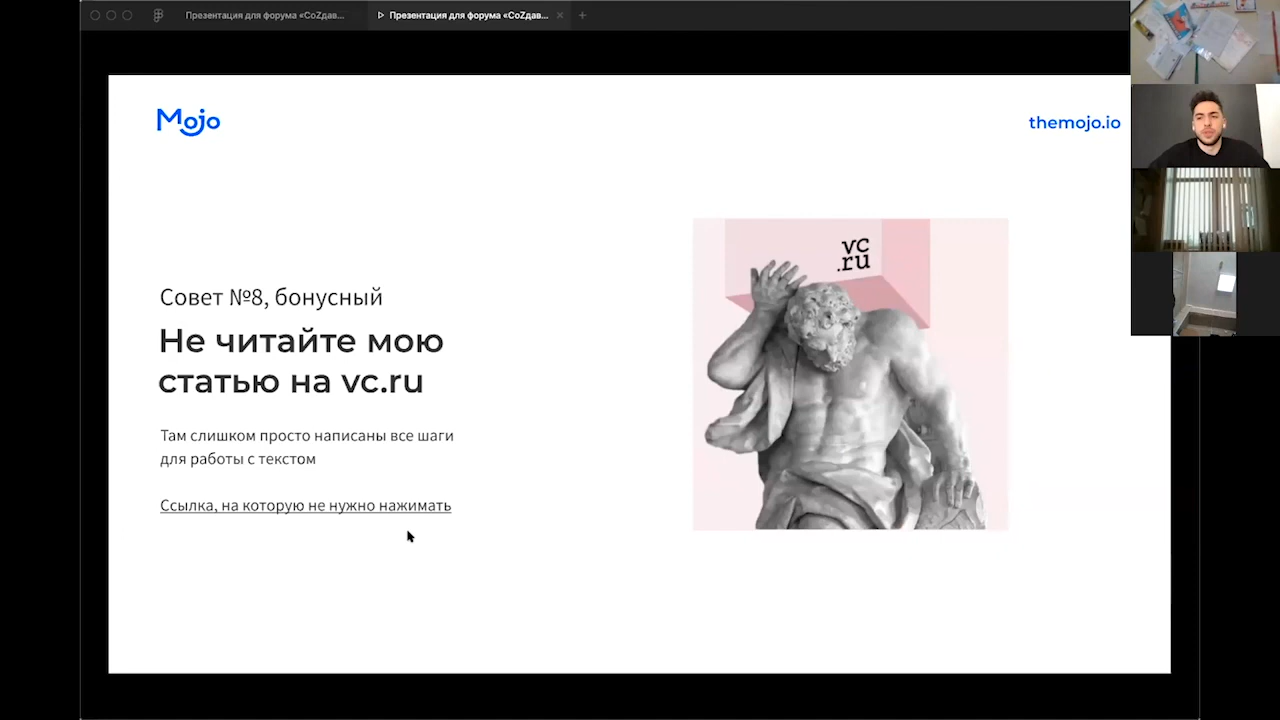 Презентация для форума «CoZдав...
Презентация для форума «CoZдав...
Mojo
themojo.io
vc
.ru
Совет №8, бонусный
Не читайте мою
статью на vc.ru
Там слишком просто написаны все шаги
для работы с текстом
Ссылка, на которую не нужно нажимать